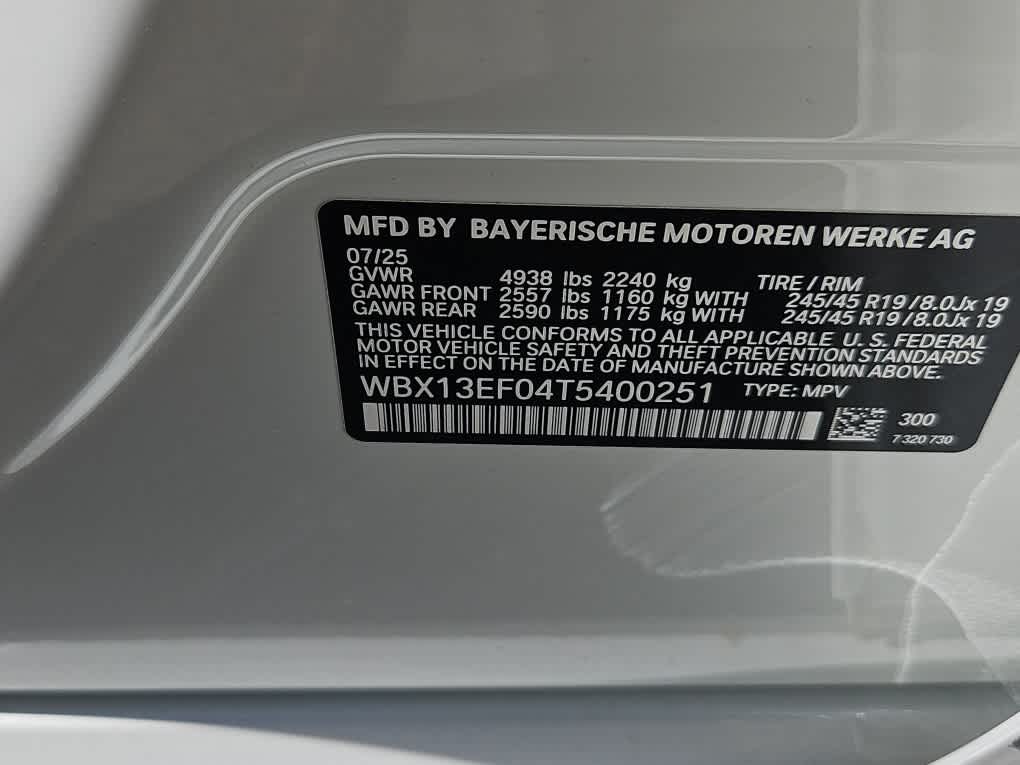 MFD BY BAYERISCHE MOTOREN WERKE AG
07/25
GVWR 4938 lbs 2240 kg TIRE / RIM
GAWR FRONT 2557 lbs 1160 kg WITH 245/45 R19 / 8.0Jx 19
GAWR REAR 2590 lbs 1175 kg WITH 245/45 R19 / 8.0Jx 19
THIS VEHICLE CONFORMS TO ALL APPLICABLE U. S. FEDERAL
MOTOR VEHICLE SAFETY AND THEFT PREVENTION STANDARDS
IN EFFECT ON THE DATE OF MANUFACTURE SHOWN ABOVE.
WBX13EF04T5400251 TYPE: MPV
300
7 320 730